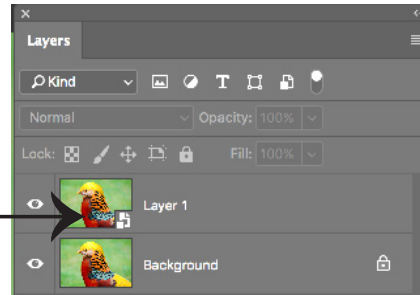 Layers
Kind
Normal Opacity: 100%
Lock: Fill: 100%
Layer 1
Background